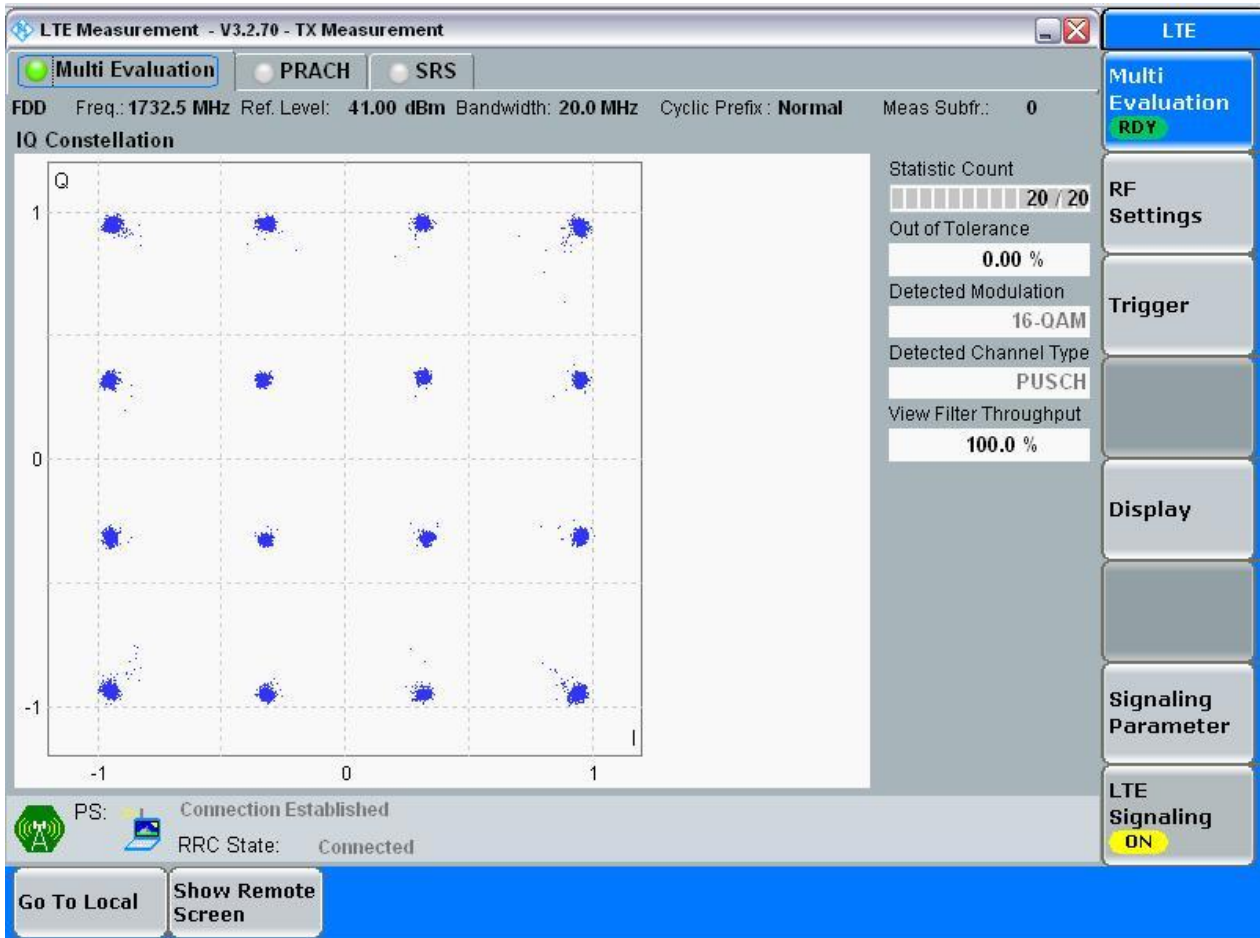 LTE Measurement - V3.2.70 - TX Measurement
LTE
Multi Evaluation
PRACH
SRS
FDD Freq.: 1732.5 MHz Ref. Level: 41.00 dBm Bandwidth: 20.0 MHz Cyclic Prefix : Normal Meas Subfr.: 0
IQ Constellation
Q
1
0
-1
-1 0 1
I
Statistic Count
20 / 20
Out of Tolerance
0.00 %
Detected Modulation
16-QAM
Detected Channel Type
PUSCH
View Filter Throughput
100.0 %
Multi
Evaluation
RDY
RF
Settings
Trigger
Display
Signaling
Parameter
LTE
Signaling
ON
PS: Connection Established
RRC State: Connected
Go To Local
Show Remote
Screen